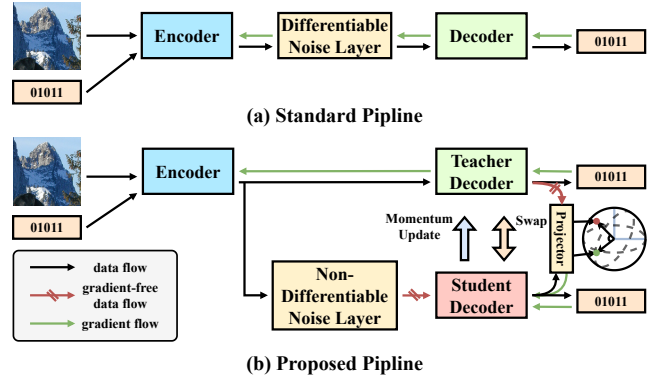 Encoder
Differentiable
Noise Layer
Decoder
01011
01011
(a) Standard Pipline
Encoder
Teacher
Decoder
01011
01011
Momentum
Update
Swap
Projector
data flow
gradient-free
data flow
gradient flow
Non-
Differentiable
Noise Layer
Student
Decoder
01011
(b) Proposed Pipline